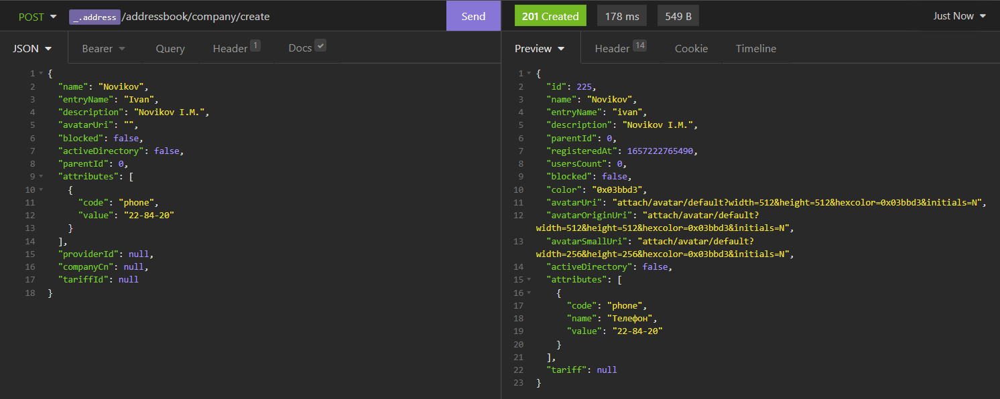 POST _.address /addressbook/company/create Send
JSON Bearer Query Header 1 Docs
1 {
2 "name": "Novikov",
3 "entryName": "Ivan",
4 "description": "Novikov I.M.",
5 "avatarUri": "",
6 "blocked": false,
7 "activeDirectory": false,
8 "parentId": 0,
9 "attributes": [
10 {
11 "code": "phone",
12 "value": "22-84-20"
13 }
14 ],
15 "providerId": null,
16 "companyCn": null,
17 "tariffId": null
18 }
201 Created 178 ms 549 B Just Now
Preview Header 14 Cookie Timeline
1 {
2 "id": 225,
3 "name": "Novikov",
4 "entryName": "ivan",
5 "description": "Novikov I.M.",
6 "parentId": 0,
7 "registeredAt": 1657222765490,
8 "usersCount": 0,
9 "blocked": false,
10 "color": "0x03bbd3",
11 "avatarUri": "attach/avatar/default?width=512&height=512&hexcolor=0x03bbd3&initials=N",
12 "avatarOriginUri": "attach/avatar/default?
width=512&height=512&hexcolor=0x03bbd3&initials=N",
13 "avatarSmallUri": "attach/avatar/default?
width=256&height=256&hexcolor=0x03bbd3&initials=N",
14 "activeDirectory": false,
15 "attributes": [
16 {
17 "code": "phone",
18 "name": "Телефон",
19 "value": "22-84-20"
20 }
21 ],
22 "tariff": null
23 }